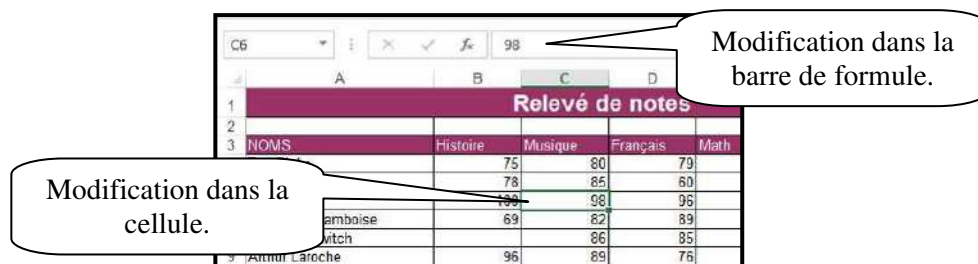 C6 fx 98
Modification dans la
barre de formule.
A B C D
1 Relevé de notes
2
3 NOMS Histoire Musique Français Math
75 80 79
78 85 60
98 96
Modification dans la
cellule.
amboise 69 82 89
vitch 86 85
9 Arthur Laroche 96 89 76